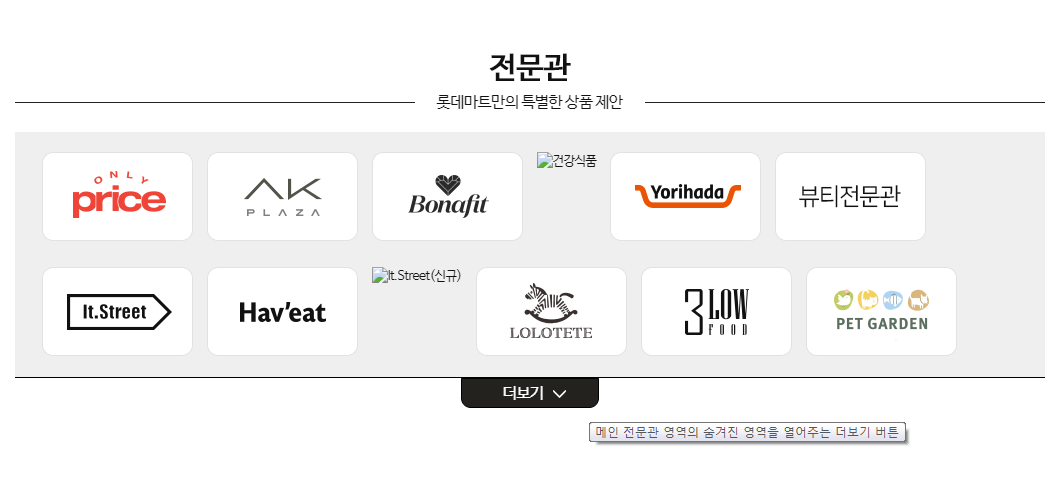 전문관
롯데마트만의 특별한 상품 제안
ONLY
price
AK
PLAZA
Bonafit
건강식품
Yorihada
뷰티전문관
It.Street
Hav'eat
It.Street(신규)
LOLOTETE
3LOW
FOOD
PET GARDEN
더보기
메인 전문관 영역의 숨겨진 영역을 열어주는 더보기 버튼